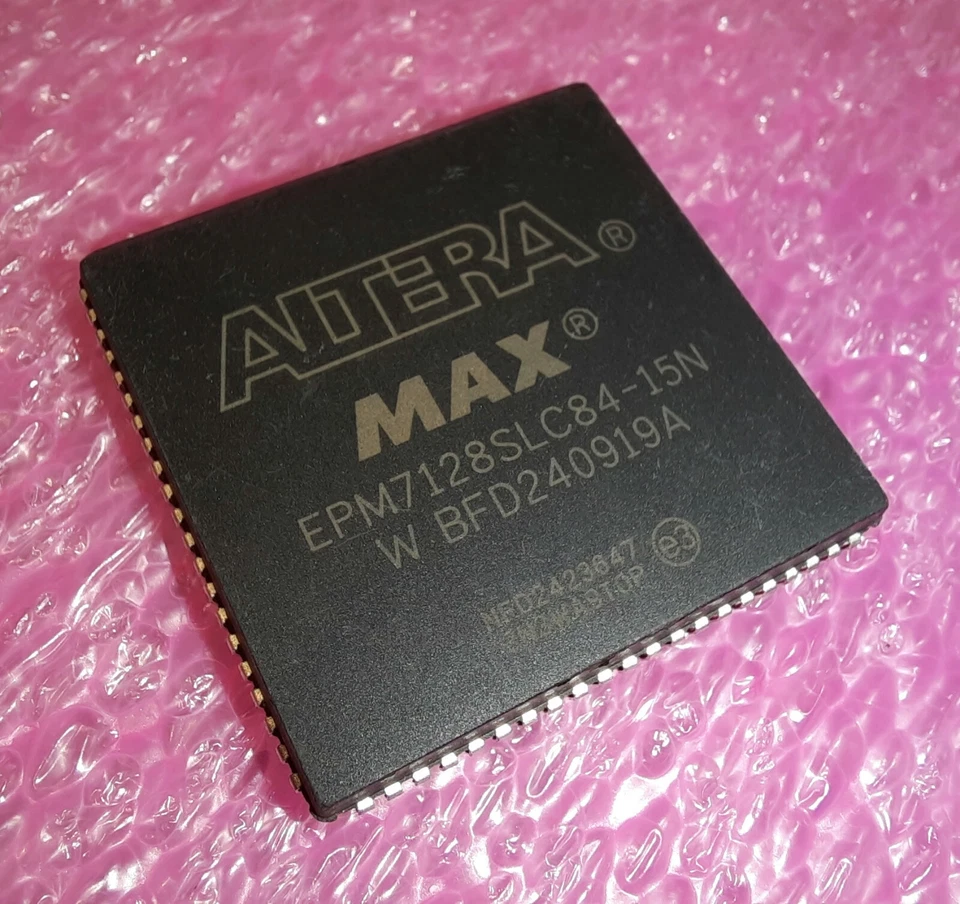 ALTERA®
MAX®
EPM7128SLC84-15N
W BFD240919A
e3